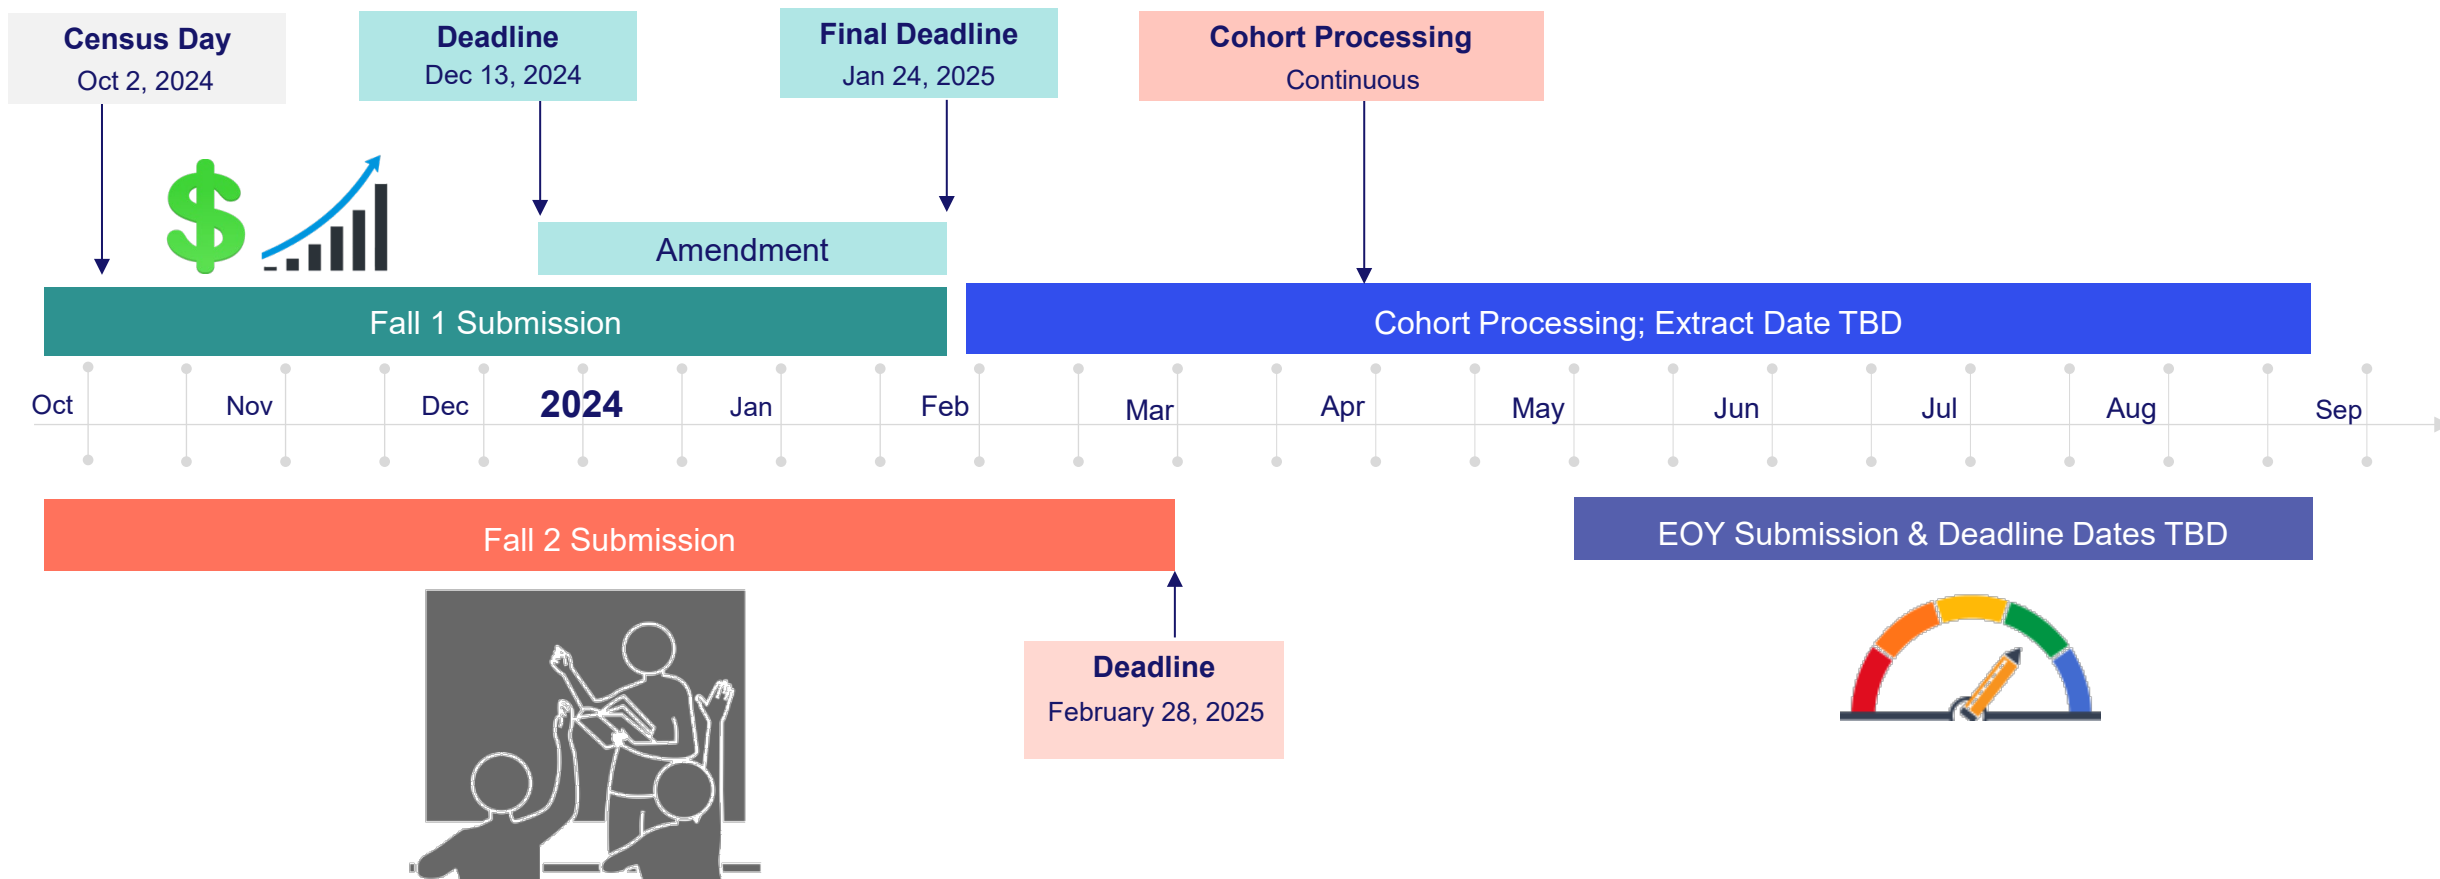 Census Day
Oct 2, 2024
Deadline
Dec 13, 2024
Final Deadline
Jan 24, 2025
Cohort Processing
Continuous
Amendment
Fall 1 Submission
Cohort Processing; Extract Date TBD
Oct Nov Dec 2024 Jan Feb Mar Apr May Jun Jul Aug Sep
Fall 2 Submission
EOY Submission & Deadline Dates TBD
Deadline
February 28, 2025